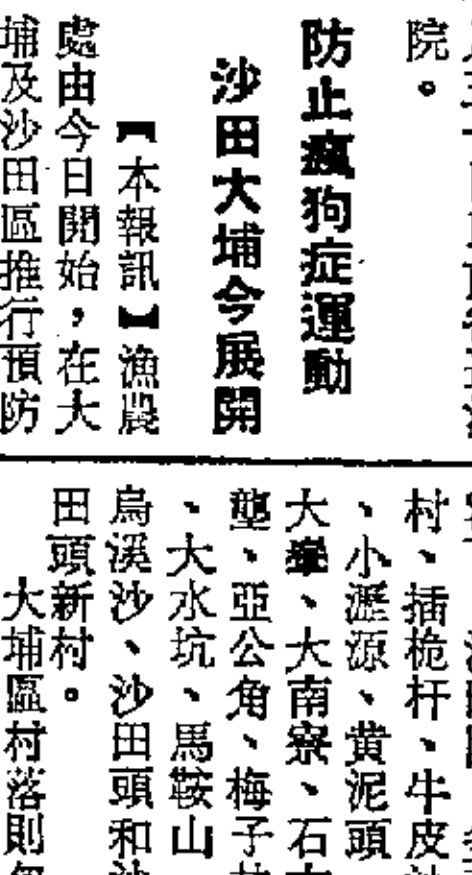 院。
防止瘋狗症運動
沙田大埔今展開
【本報訊】漁農
處由今日開始，在大
埔及沙田區推行預防
村、插桅杆、牛皮
、小瀝源、黄泥頭
大輋、大南寮、石
壟、亞公角、梅子
、大水坑、馬鞍山
烏溪沙、沙田頭和
田頭新村。
大埔區村落則